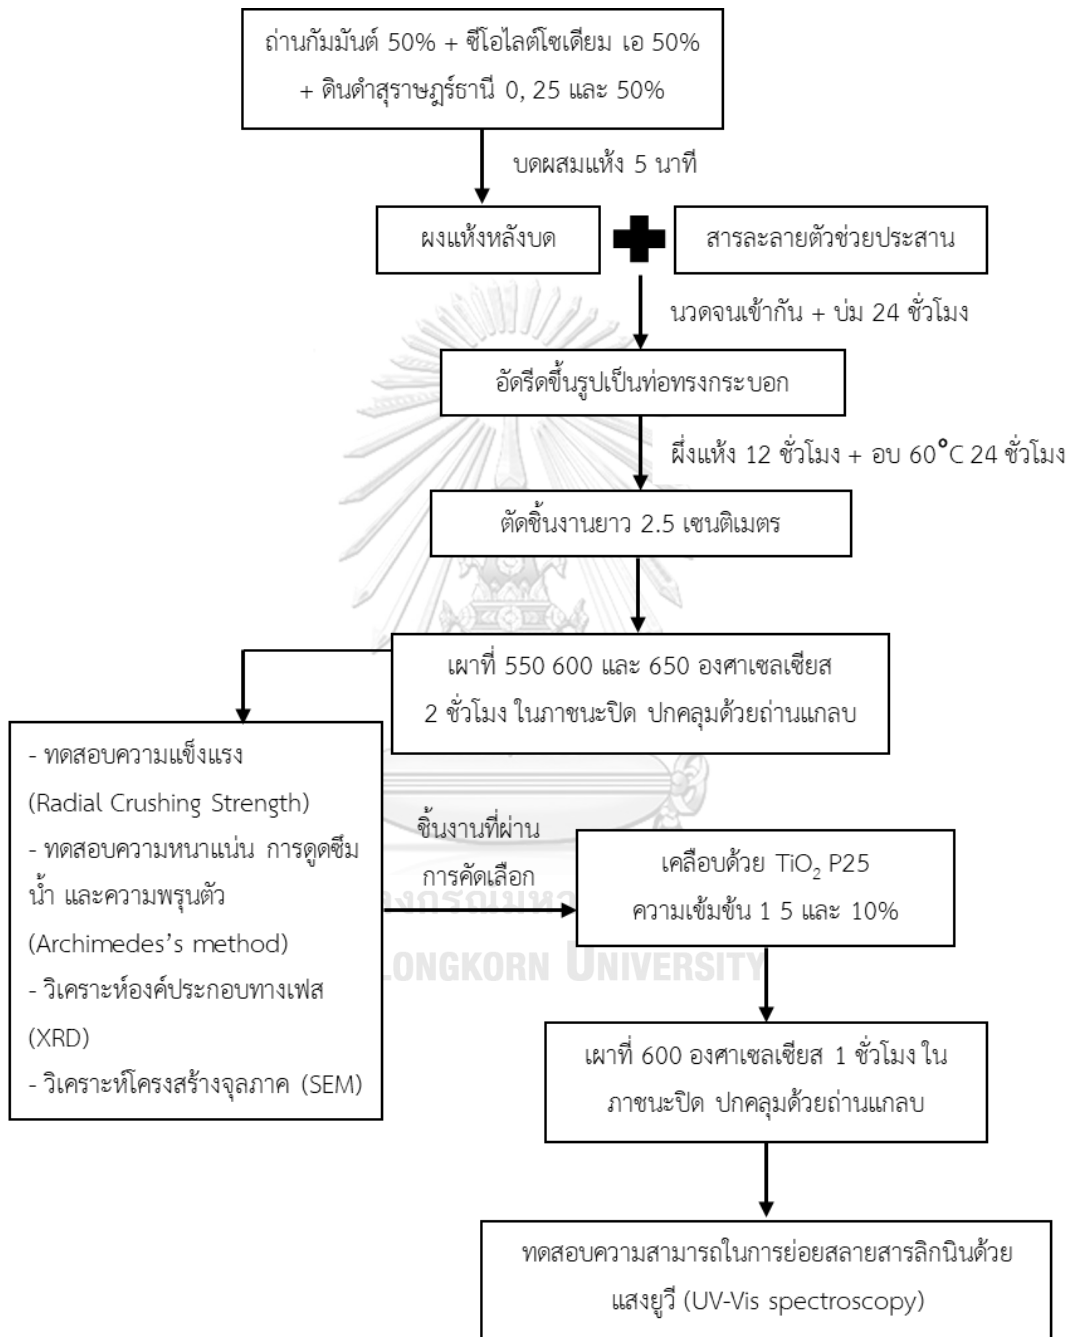 ถ่านกัมมันต์ 50% + ซีโอไลต์โซเดียม เอ 50%
+ ดินดำสุราษฎร์ธานี 0, 25 และ 50%
บดผสมแห้ง 5 นาที
ผงแห้งหลังบด
สารละลายตัวช่วยประสาน
นวดจนเข้ากัน + บ่ม 24 ชั่วโมง
อัดรีดขึ้นรูปเป็นท่อทรงกระบอก
ผึ่งแห้ง 12 ชั่วโมง + อบ 60°C 24 ชั่วโมง
ตัดชิ้นงานยาว 2.5 เซนติเมตร
เผาที่ 550 600 และ 650 องศาเซลเซียส
2 ชั่วโมง ในภาชนะปิด ปกคลุมด้วยถ่านแกลบ
- ทดสอบความแข็งแรง
(Radial Crushing Strength)
- ทดสอบความหนาแน่น การดูดซึม
น้ำ และความพรุนตัว
(Archimedes's method)
- วิเคราะห์องค์ประกอบทางเฟส
(XRD)
- วิเคราะห์โครงสร้างจุลภาค (SEM)
ชิ้นงานที่ผ่าน
การคัดเลือก
เคลือบด้วย TiO₂ P25
ความเข้มข้น 1 5 และ 10%
งกรณมหา
LONGKORN UNIVERSITY
เผาที่ 600 องศาเซลเซียส 1 ชั่วโมง ใน
ภาชนะปิด ปกคลุมด้วยถ่านแกลบ
ทดสอบความสามารถในการย่อยสลายสารลิกนินด้วย
แสงยูวี (UV-Vis spectroscopy)